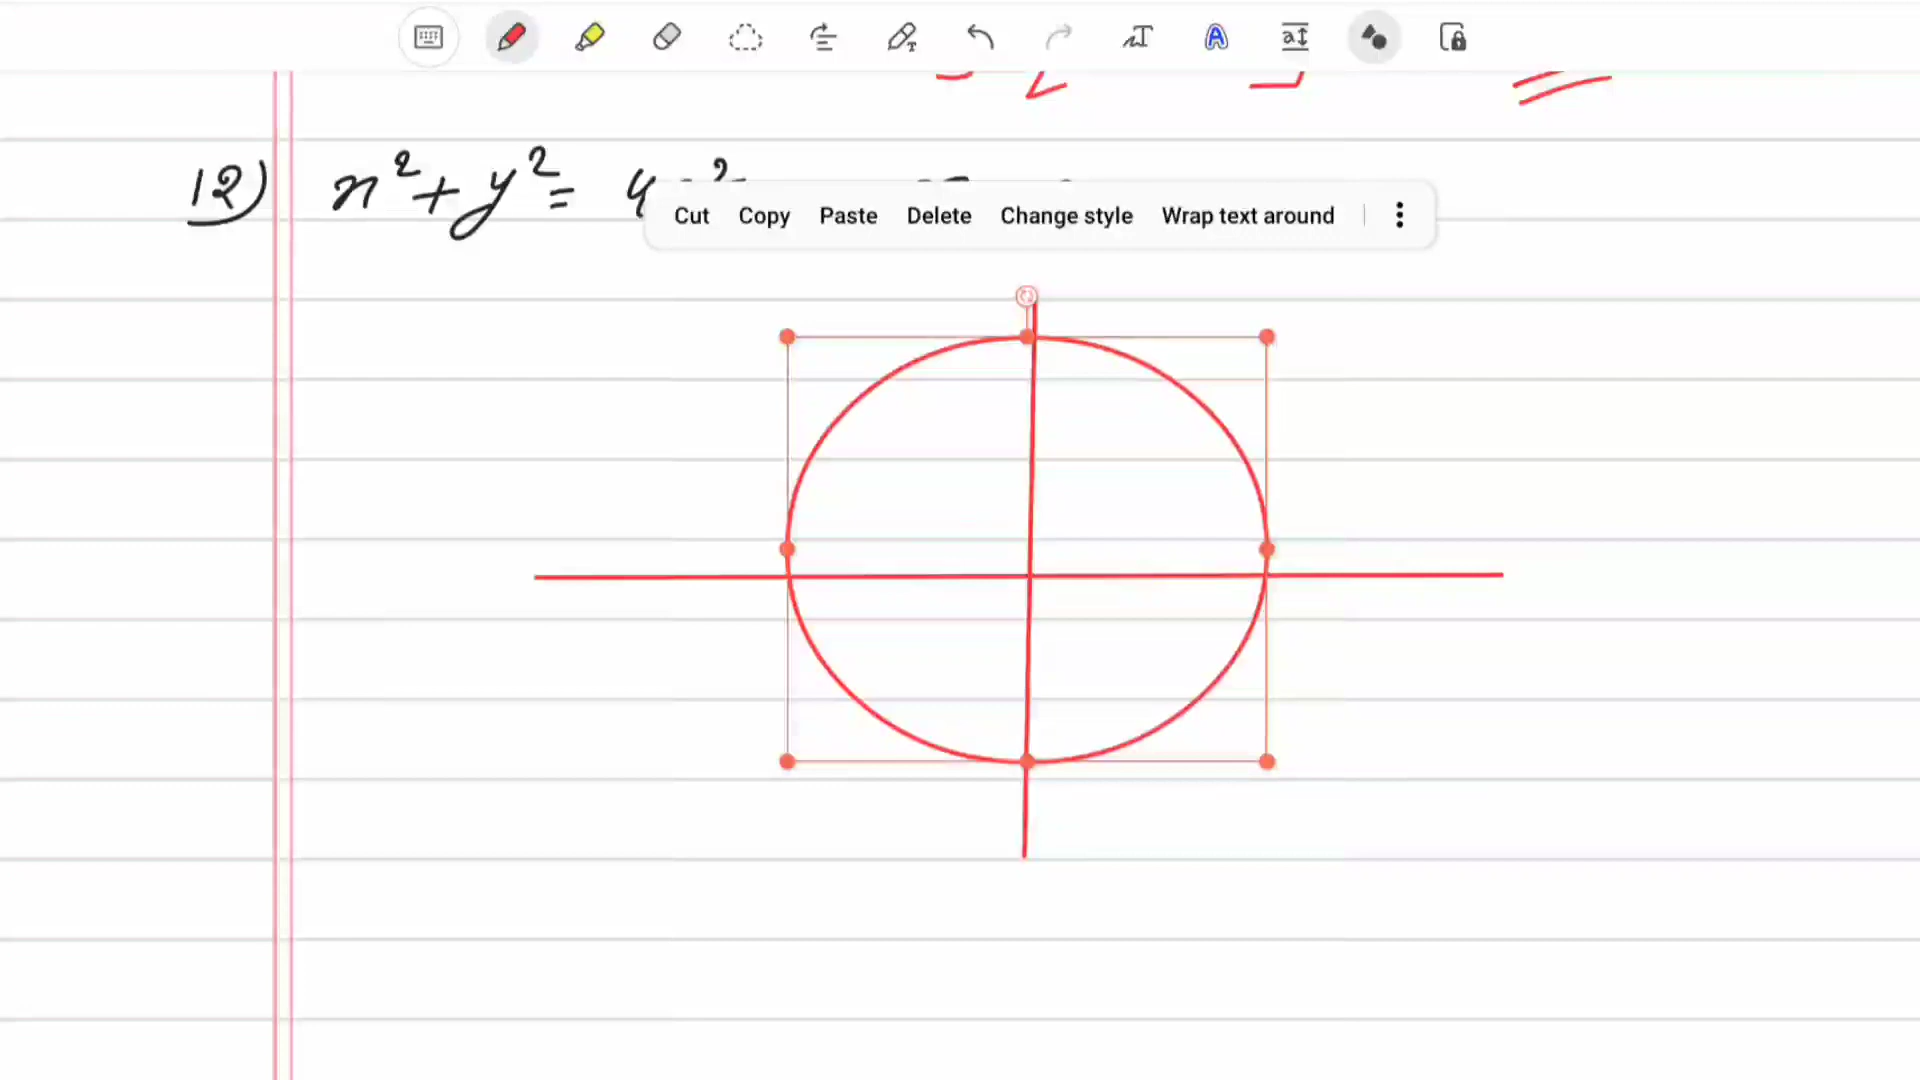 12) x² + y² = 4
Cut Copy Paste Delete Change style Wrap text around